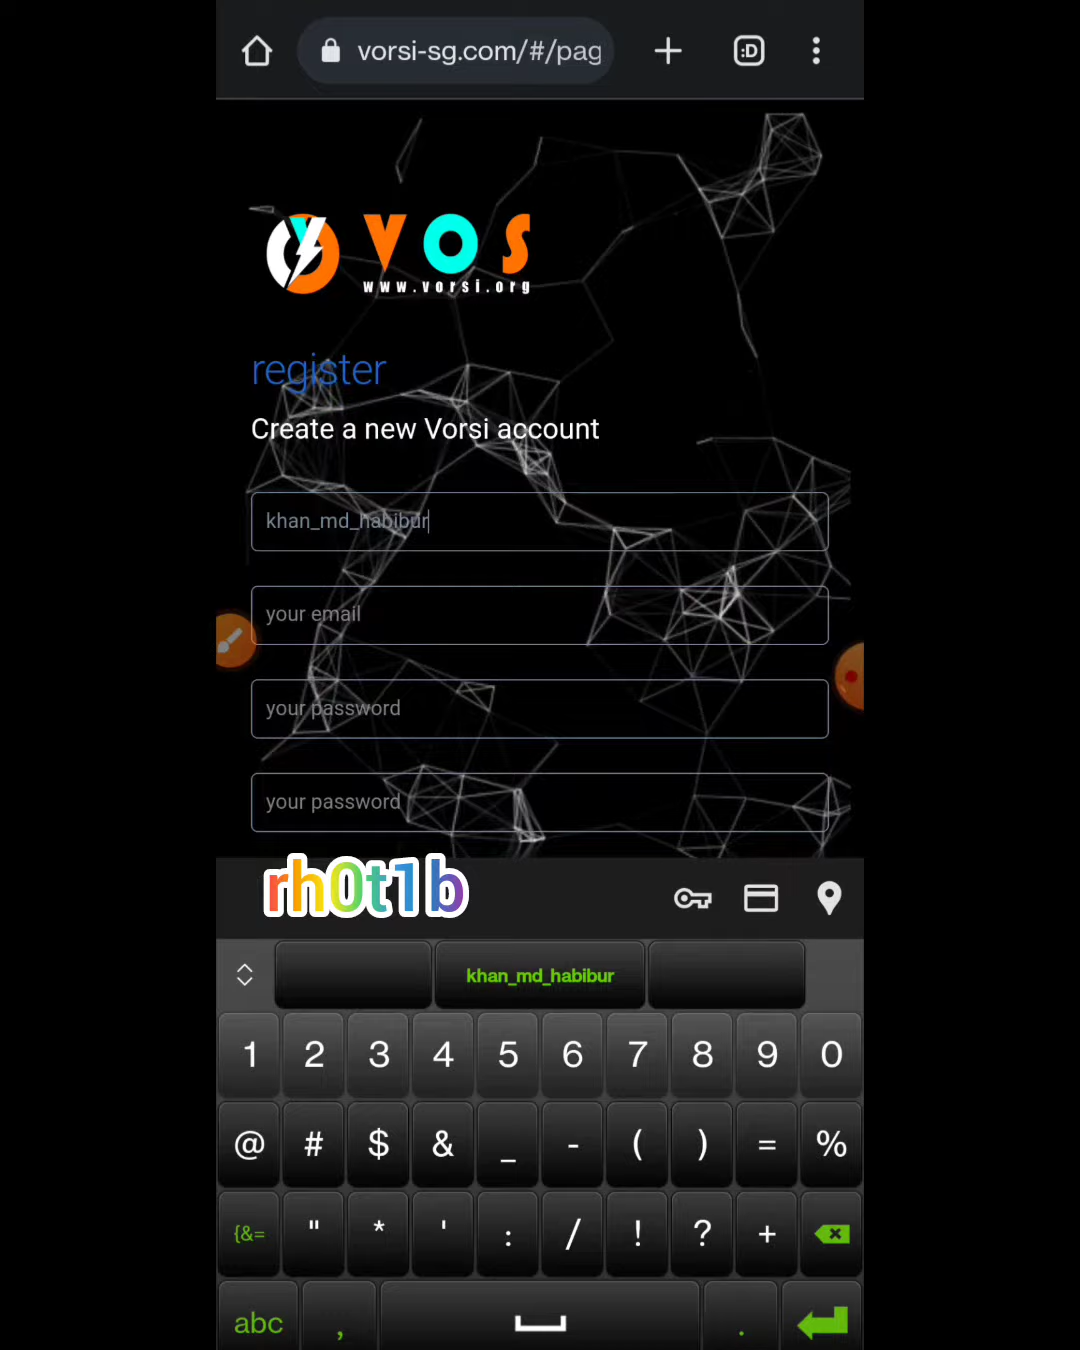 vorsi-sg.com/#/pag
:D
VOS
www.vorsi.org
register
Create a new Vorsi account
khan_md_habibur
your email
your password
your password
rh0t1b
khan_md_habibur
1 2 3 4 5 6 7 8 9 0
@ # $ & _ - ( ) = %
{&= " * ' : / ! ? +
abc , .